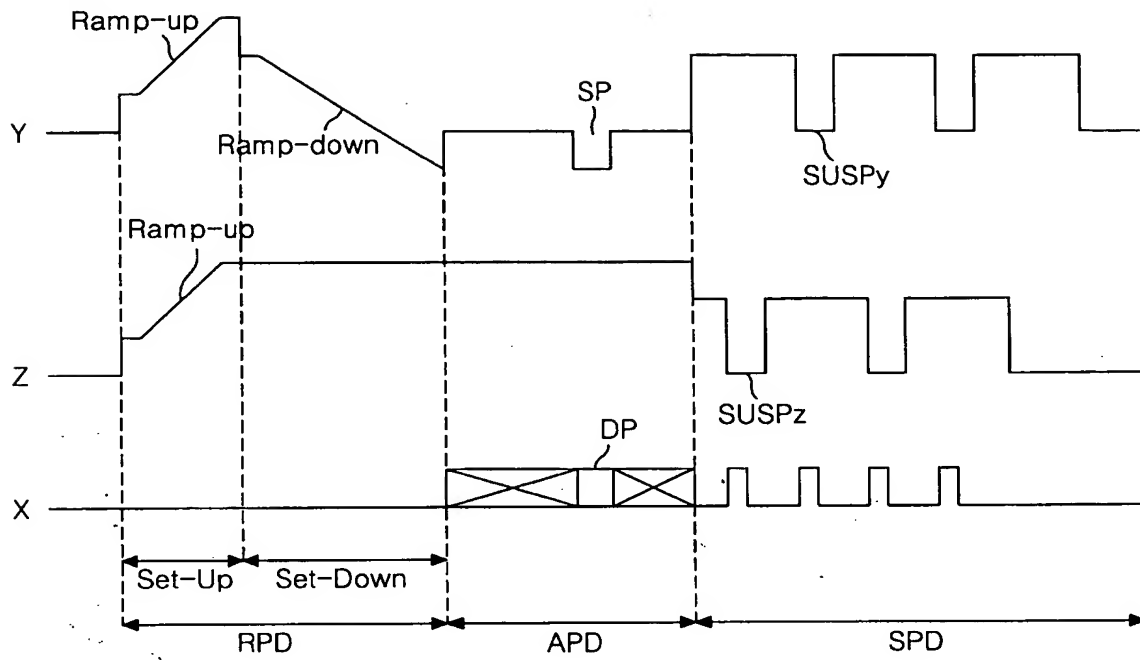 Ramp-up
SP
Y
Ramp-down
SUSPy
Ramp-up
Z
SUSPz
DP
X
Set-Up
Set-Down
RPD
APD
SPD